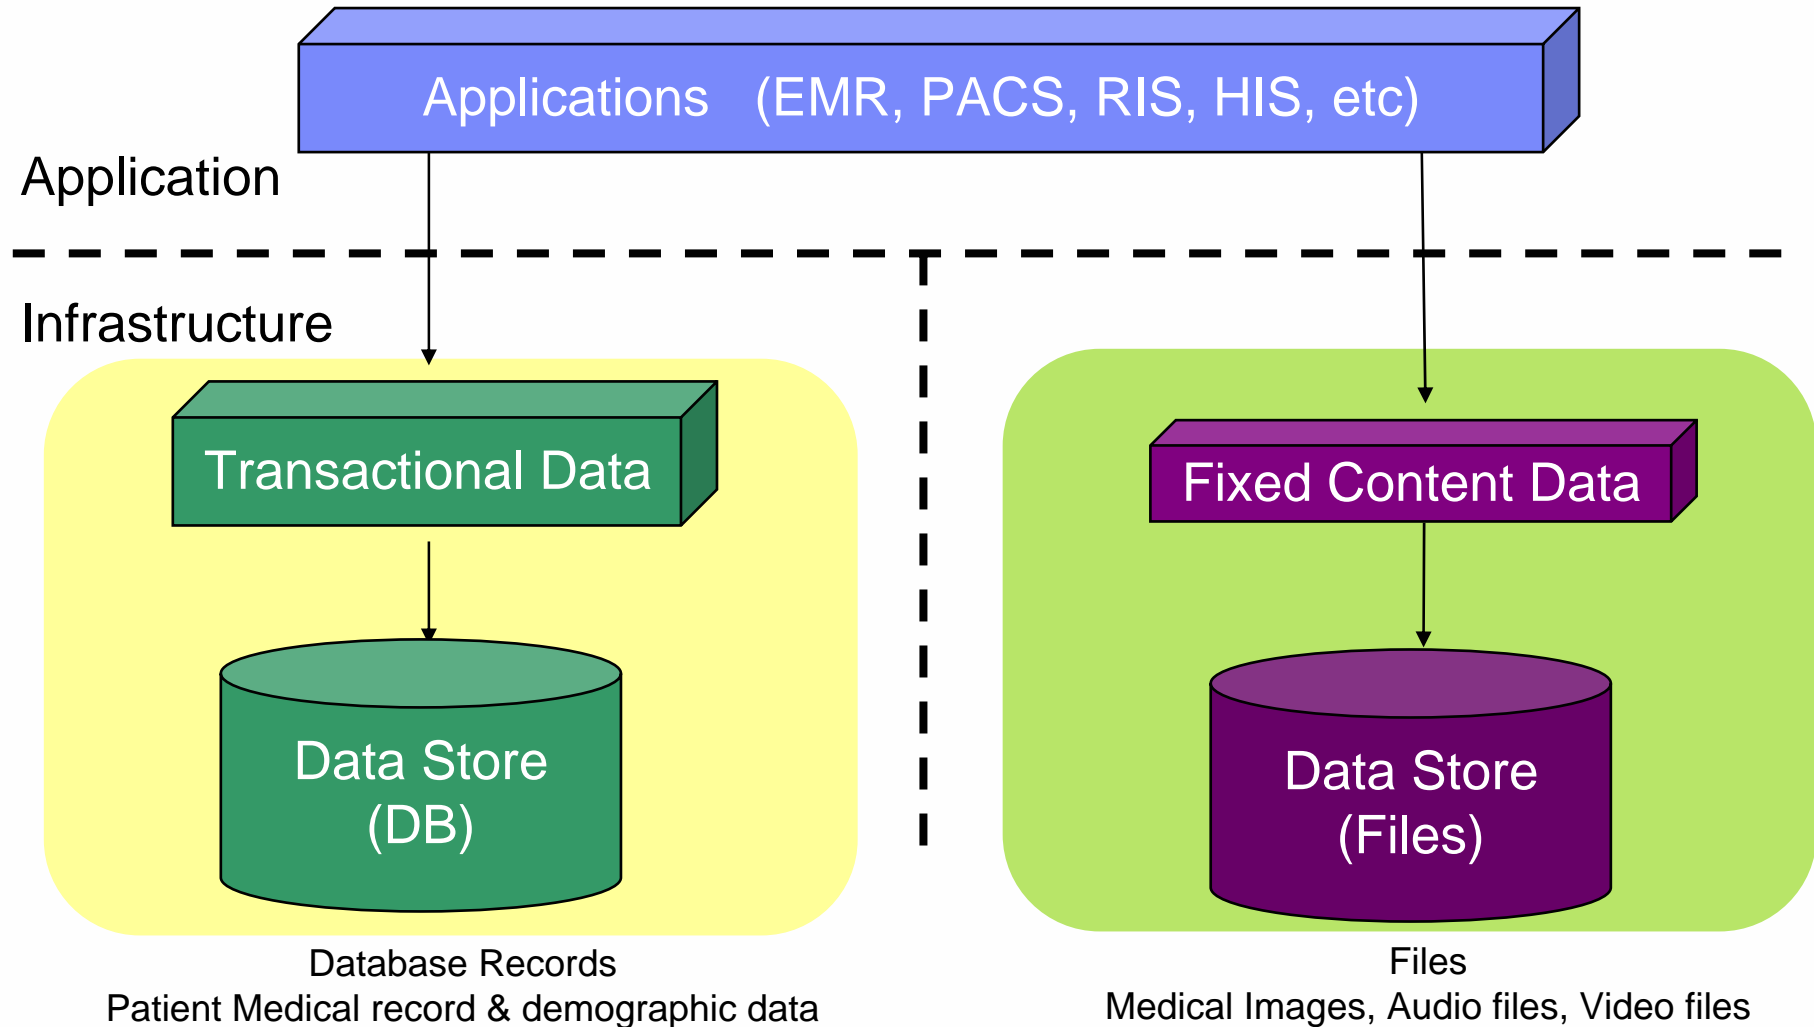 Applications (EMR, PACS, RIS, HIS, etc)
Application
Infrastructure
Transactional Data
Data Store
(DB)
Database Records
Patient Medical record & demographic data
Fixed Content Data
Data Store
(Files)
Files
Medical Images, Audio files, Video files